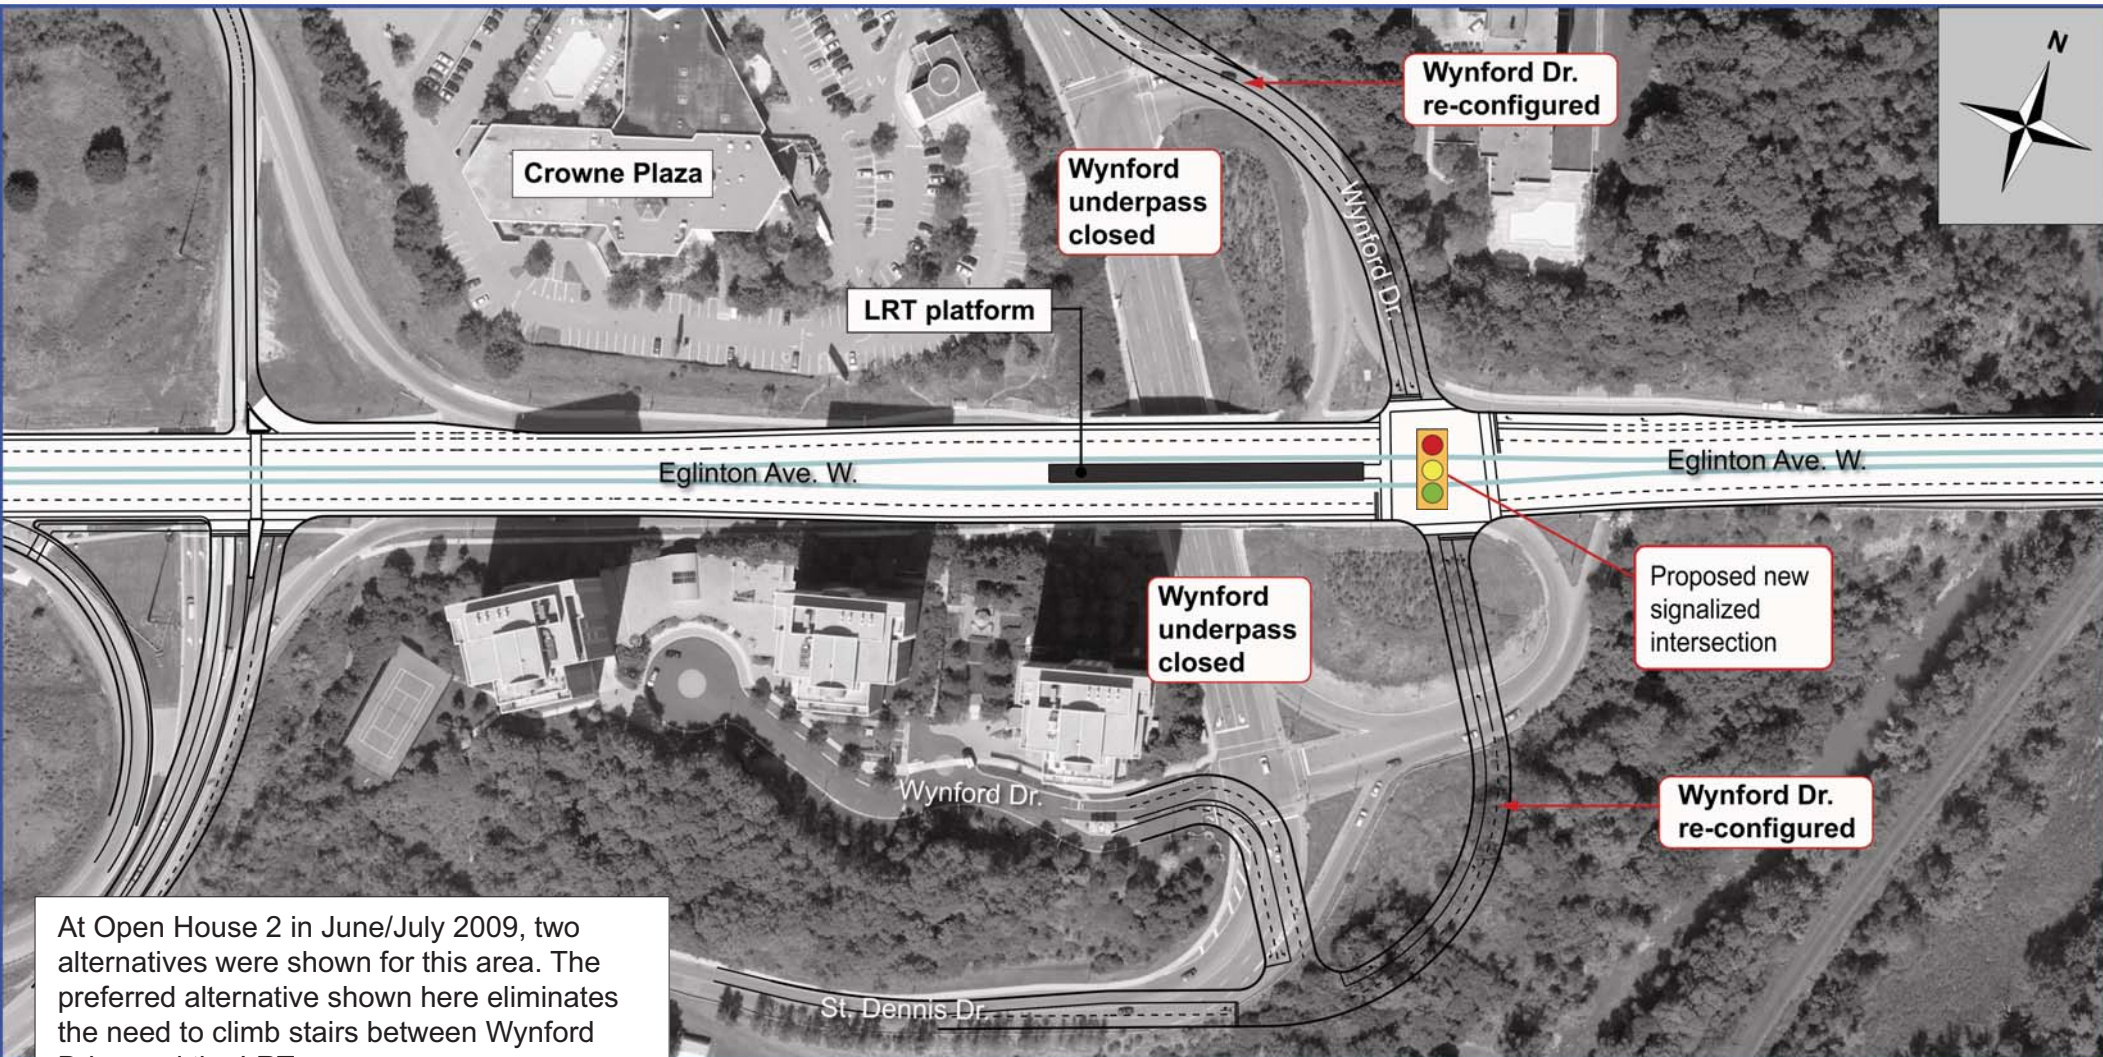 N
Wynford Dr.
re-configured
Crowne Plaza
Wynford
underpass
closed
Wynford Dr.
LRT platform
Eglinton Ave. W.
Eglinton Ave. W.
Proposed new
signalized
intersection
Wynford
underpass
closed
Wynford Dr.
Wynford Dr.
re-configured
St. Dennis Dr.
At Open House 2 in June/July 2009, two
alternatives were shown for this area. The
preferred alternative shown here eliminates
the need to climb stairs between Wynford